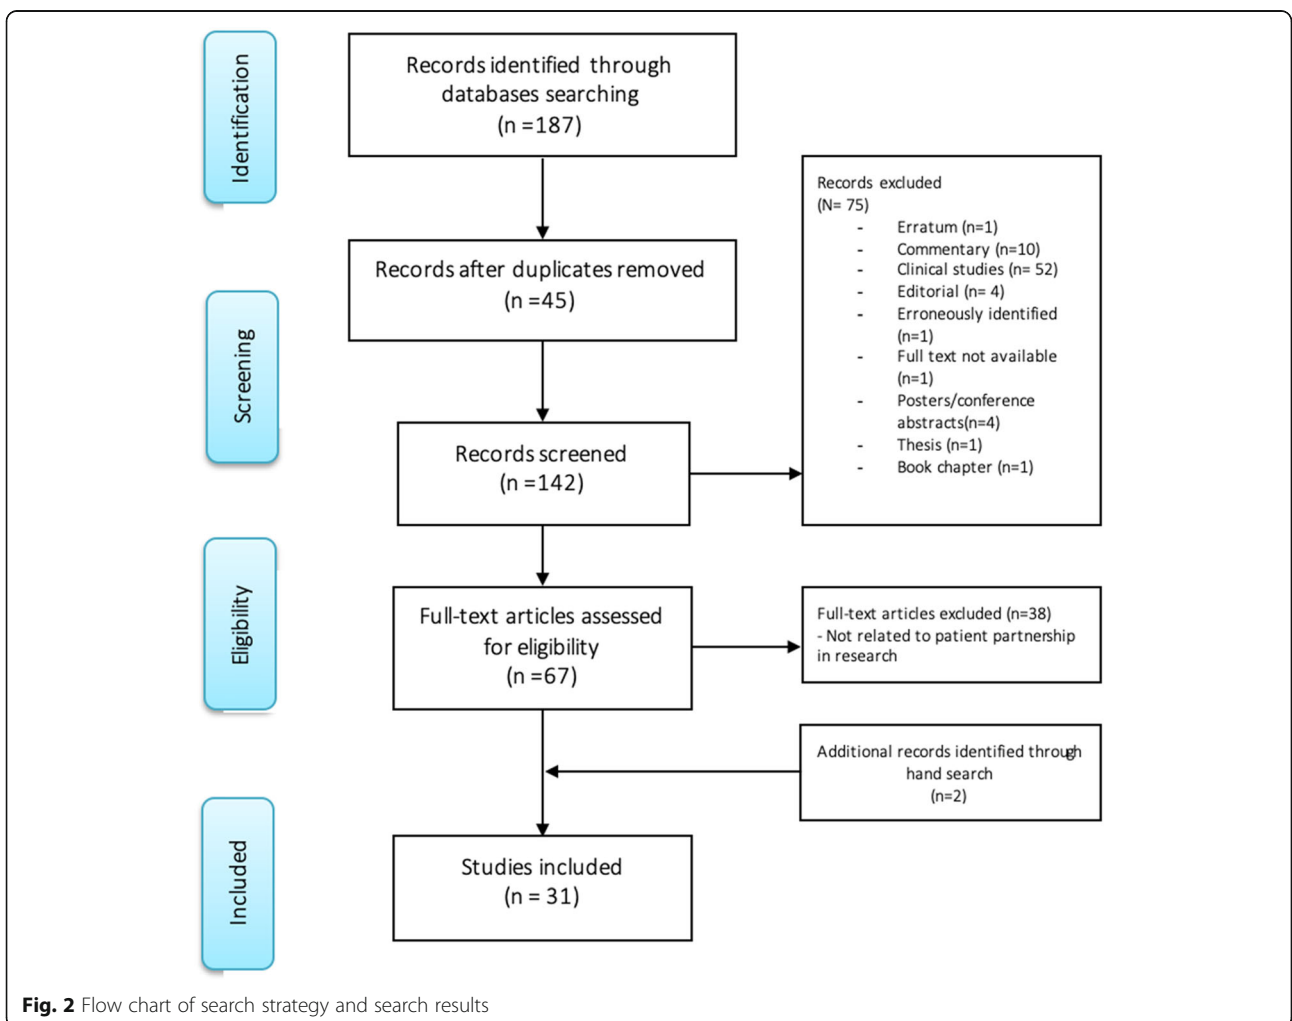 Identification
Records identified through
databases searching
(n =187)
Records after duplicates removed
(n =45)
Screening
Records screened
(n =142)
Records excluded
(N= 75)
- Erratum (n=1)
- Commentary (n=10)
- Clinical studies (n= 52)
- Editorial (n= 4)
- Erroneously identified
(n=1)
- Full text not available
(n=1)
- Posters/conference
abstracts(n=4)
- Thesis (n=1)
- Book chapter (n=1)
Eligibility
Full-text articles assessed
for eligibility
(n =67)
Full-text articles excluded (n=38)
- Not related to patient partnership
in research
Additional records identified through
hand search
(n=2)
Included
Studies included
(n = 31)
Fig. 2 Flow chart of search strategy and search results